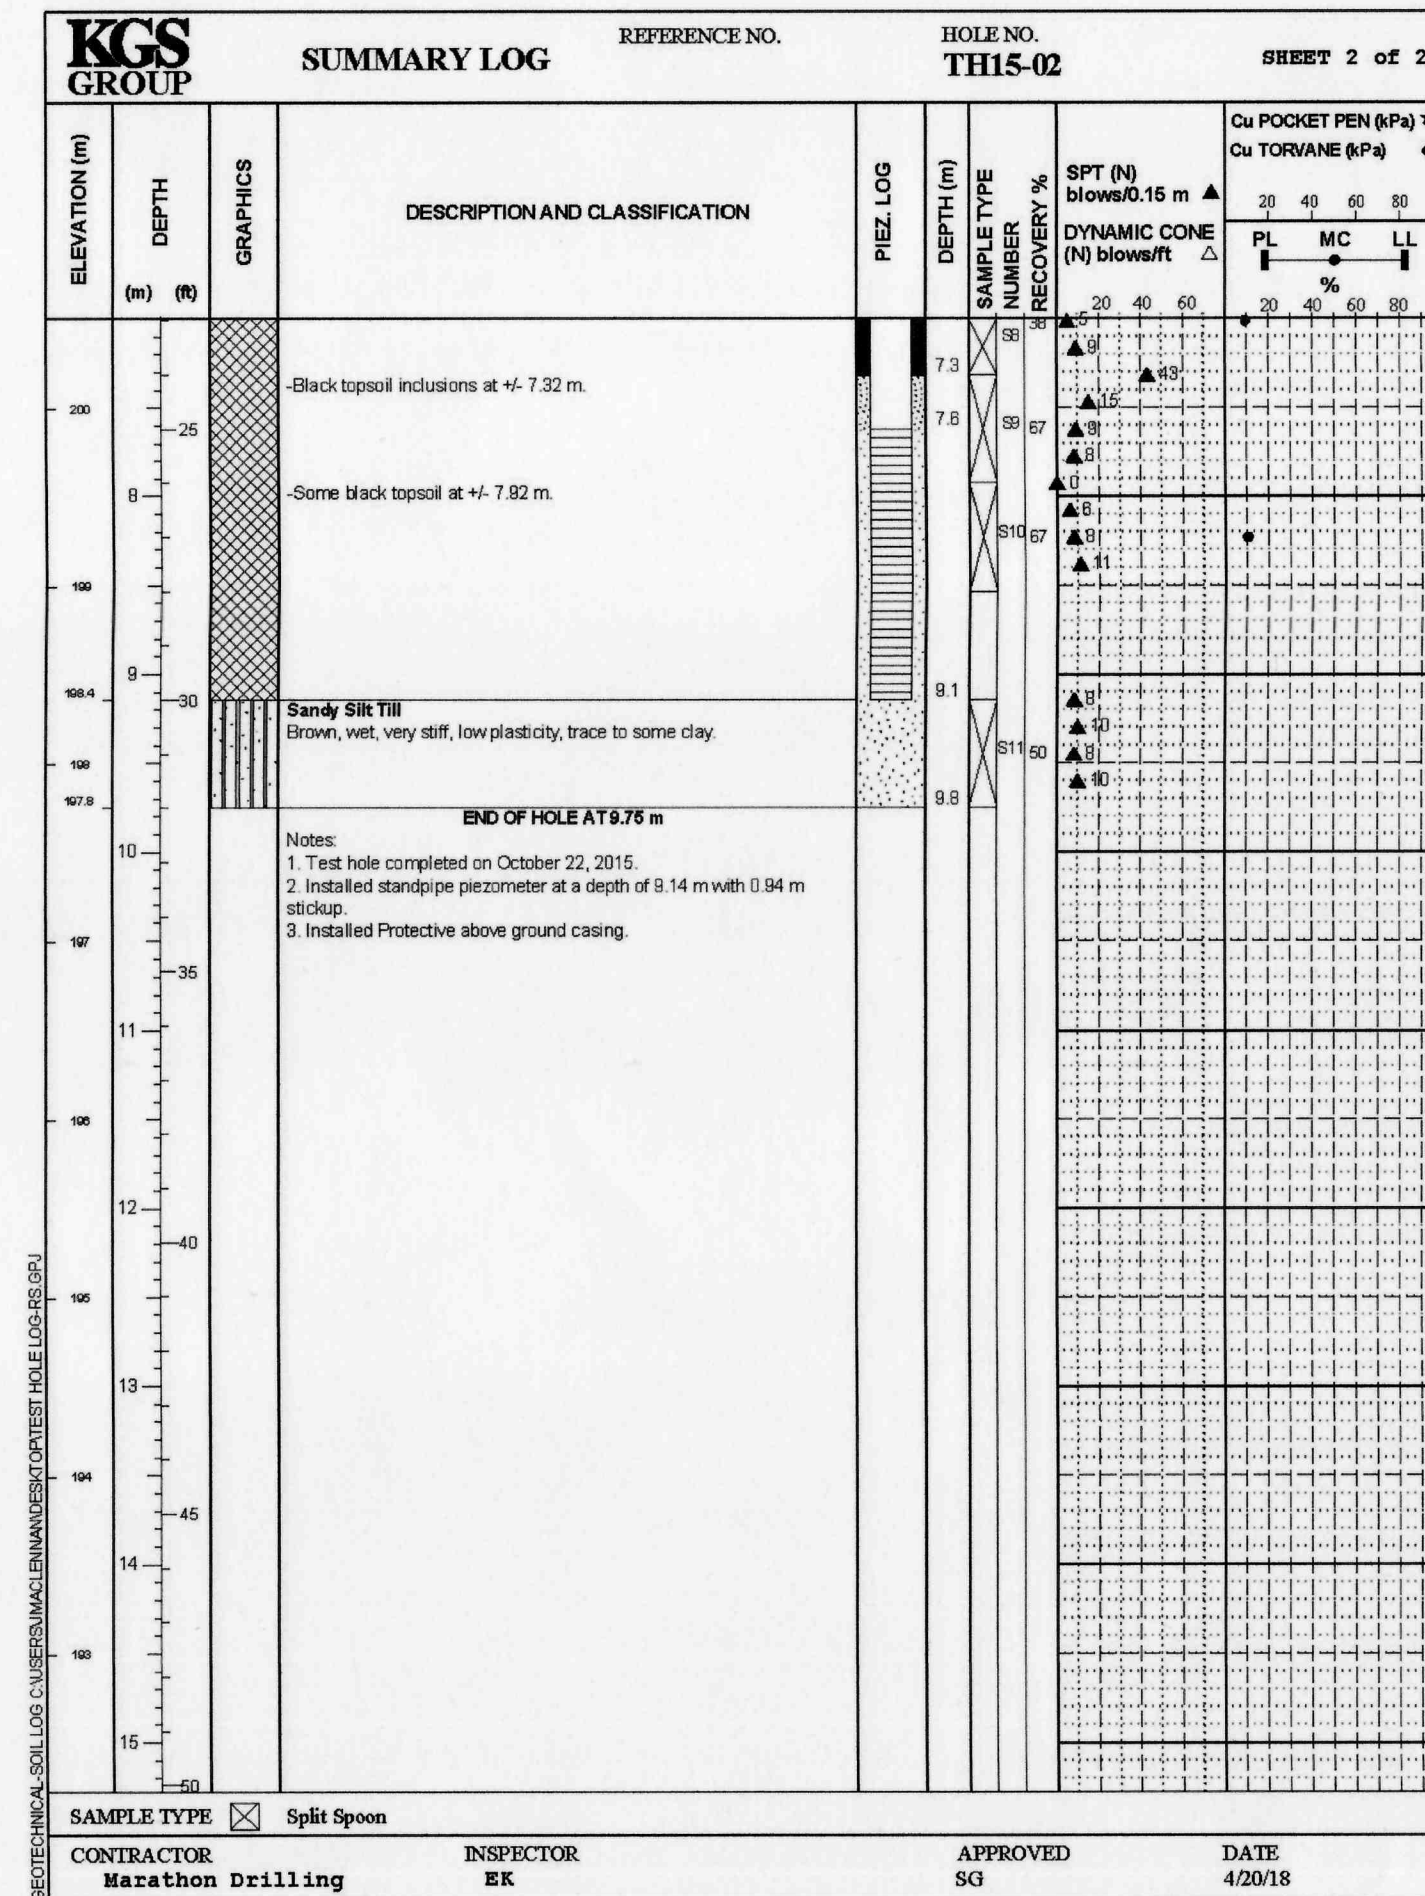 KGS
GROUP
SUMMARY LOG
REFERENCE NO.
HOLE NO.
TH15-02
SHEET 2 of 2
ELEVATION (m)
DEPTH
(m) (ft)
GRAPHICS
DESCRIPTION AND CLASSIFICATION
PIEZ. LOG
DEPTH (m)
SAMPLE TYPE
NUMBER
RECOVERY %
SPT (N)
blows/0.15 m
DYNAMIC CONE
(N) blows/ft
20 40 60
Cu POCKET PEN (kPa)
Cu TORVANE (kPa)
20 40 60 80
PL MC LL
%
20 40 60 80
S8 38 5
9
7.3
43
-Black topsoil inclusions at +/- 7.32 m.
15
200
7.6
25
S9 67 9
8
0
8
-Some black topsoil at +/- 7.92 m.
6
S10 67 8
11
199
9
198.4
30
9.1
8
Sandy Silt Till
Brown, wet, very stiff, low plasticity, trace to some clay.
10
S11 50 8
198
10
197.8
9.8
END OF HOLE AT 9.75 m
Notes:
10
1. Test hole completed on October 22, 2015.
2. Installed standpipe piezometer at a depth of 9.14 m with 0.94 m
stickup.
3. Installed Protective above ground casing.
197
35
11
196
12
40
195
13
194
45
14
193
15
50
GEOTECHNICAL-SOIL LOG C:\USERS\JMACLENNAN\DESKTOP\TEST HOLE LOG-RS.GPJ
SAMPLE TYPE Split Spoon
CONTRACTOR
Marathon Drilling
INSPECTOR
EK
APPROVED
SG
DATE
4/20/18